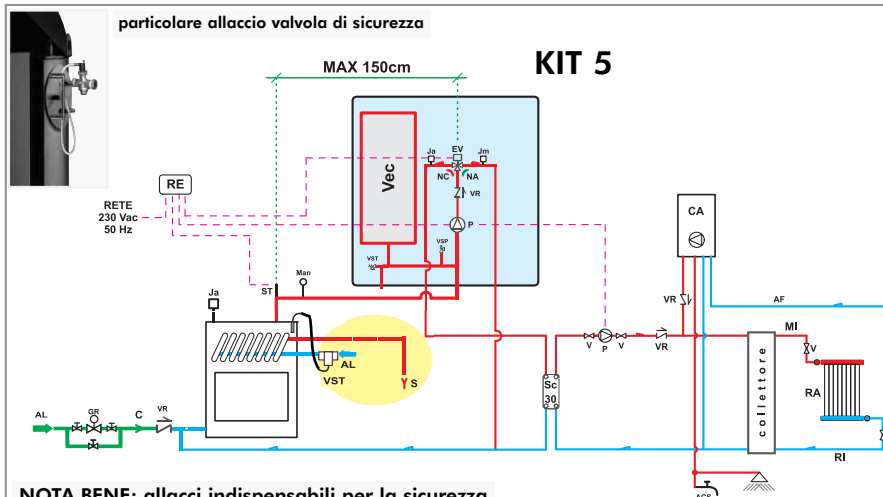 particolare allaccio valvola di sicurezza
KIT 5
MAX 150cm
Vec
Ja
EV
Jm
NC
NA
VR
P
VSP
VST
RE
RETE
230 Vac
50 Hz
ST
Man
Ja
AL
VST
S
AL
GR
C
VR
Sc
30
V
P
V
VR
VR
CA
AF
MI
V
collettore
RA
RI
ACS
NOTA BENE: allacci indispensabili per la sicurezza